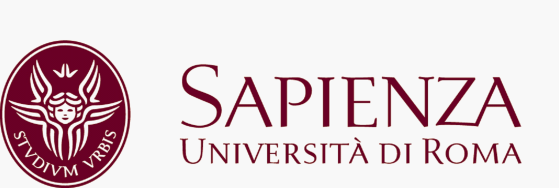 STVDIVM VRBIS
SAPIENZA
UNIVERSITÀ DI ROMA